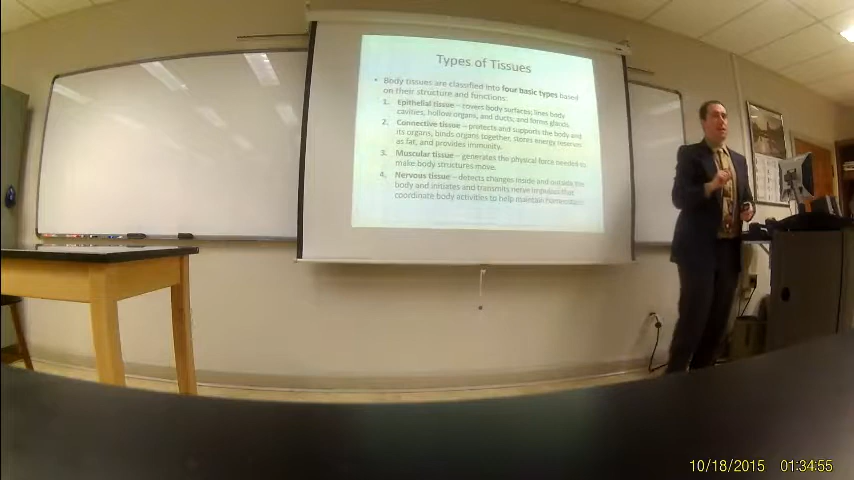 Types of Tissues
• Body tissues are classified into four basic types based
on their structure and functions:
1. Epithelial tissue – covers body surfaces; lines body
cavities, hollow organs, and ducts; and forms glands.
2. Connective tissue – protects and supports the body and
its organs, binds organs together, stores energy reserves
as fat, and provides immunity.
3. Muscular tissue – generates the physical force needed to
make body structures move.
4. Nervous tissue – detects changes inside and outside the
body and initiates and transmits nerve impulses that
coordinate body activities to help maintain homeostasis.
10/18/2015 01:34:55